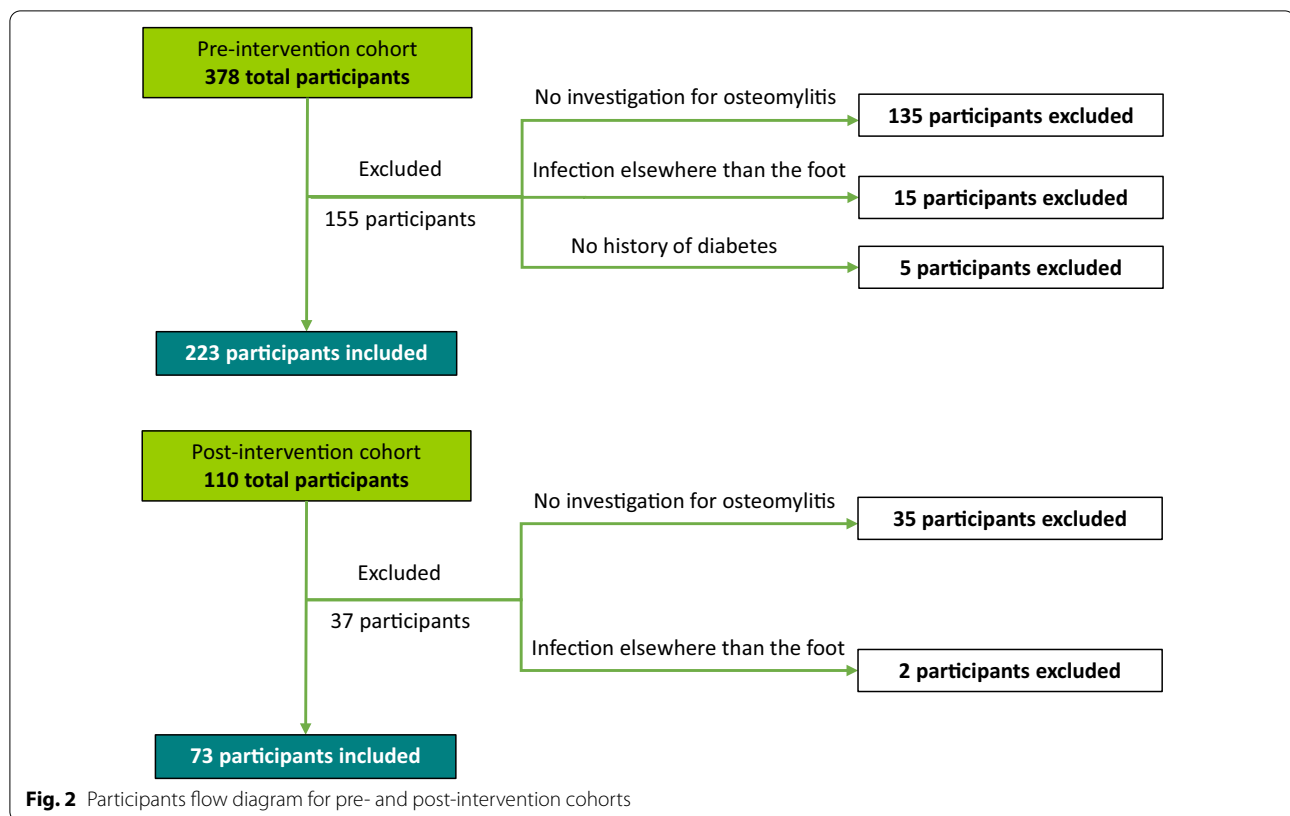 Pre-intervention cohort
378 total participants
No investigation for osteomylitis
135 participants excluded
Excluded
155 participants
Infection elsewhere than the foot
15 participants excluded
No history of diabetes
5 participants excluded
223 participants included
Post-intervention cohort
110 total participants
No investigation for osteomylitis
35 participants excluded
Excluded
37 participants
Infection elsewhere than the foot
2 participants excluded
73 participants included
Fig. 2 Participants flow diagram for pre- and post-intervention cohorts